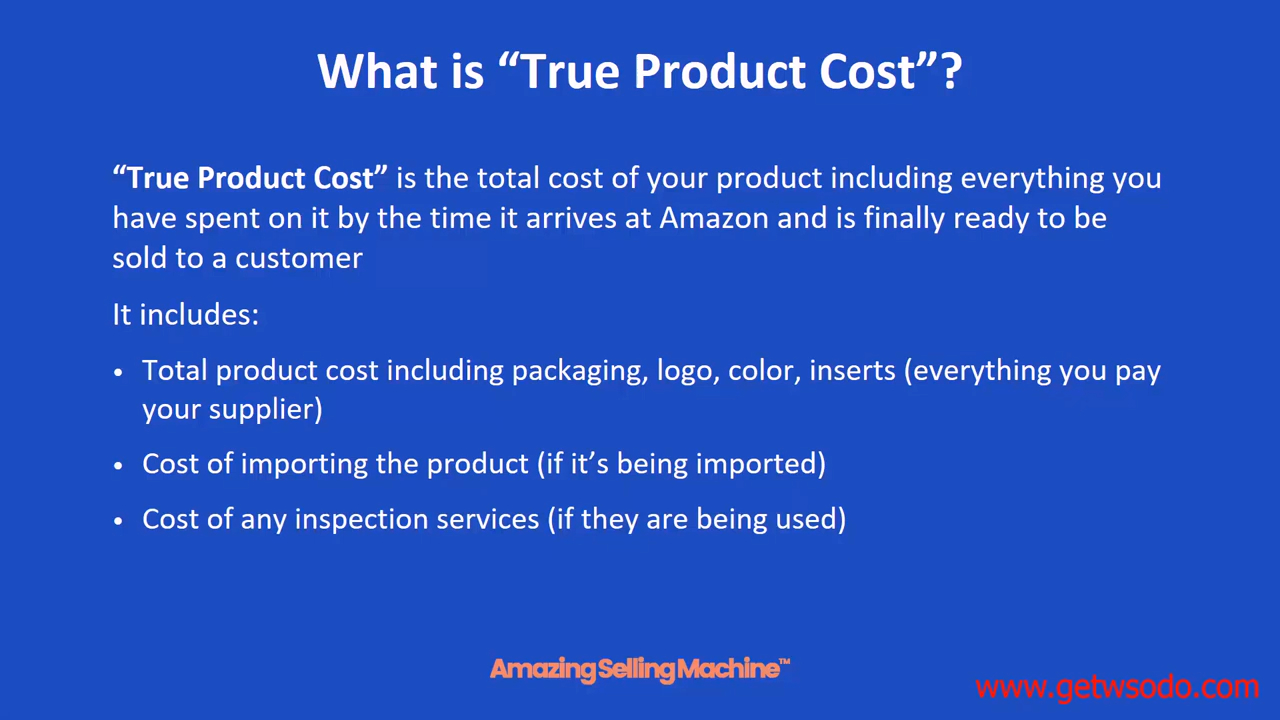 What is “True Product Cost”?
“True Product Cost” is the total cost of your product including everything you
have spent on it by the time it arrives at Amazon and is finally ready to be
sold to a customer
It includes:
• Total product cost including packaging, logo, color, inserts (everything you pay
your supplier)
• Cost of importing the product (if it’s being imported)
• Cost of any inspection services (if they are being used)
Amazing Selling Machine™
www.getwsodo.com